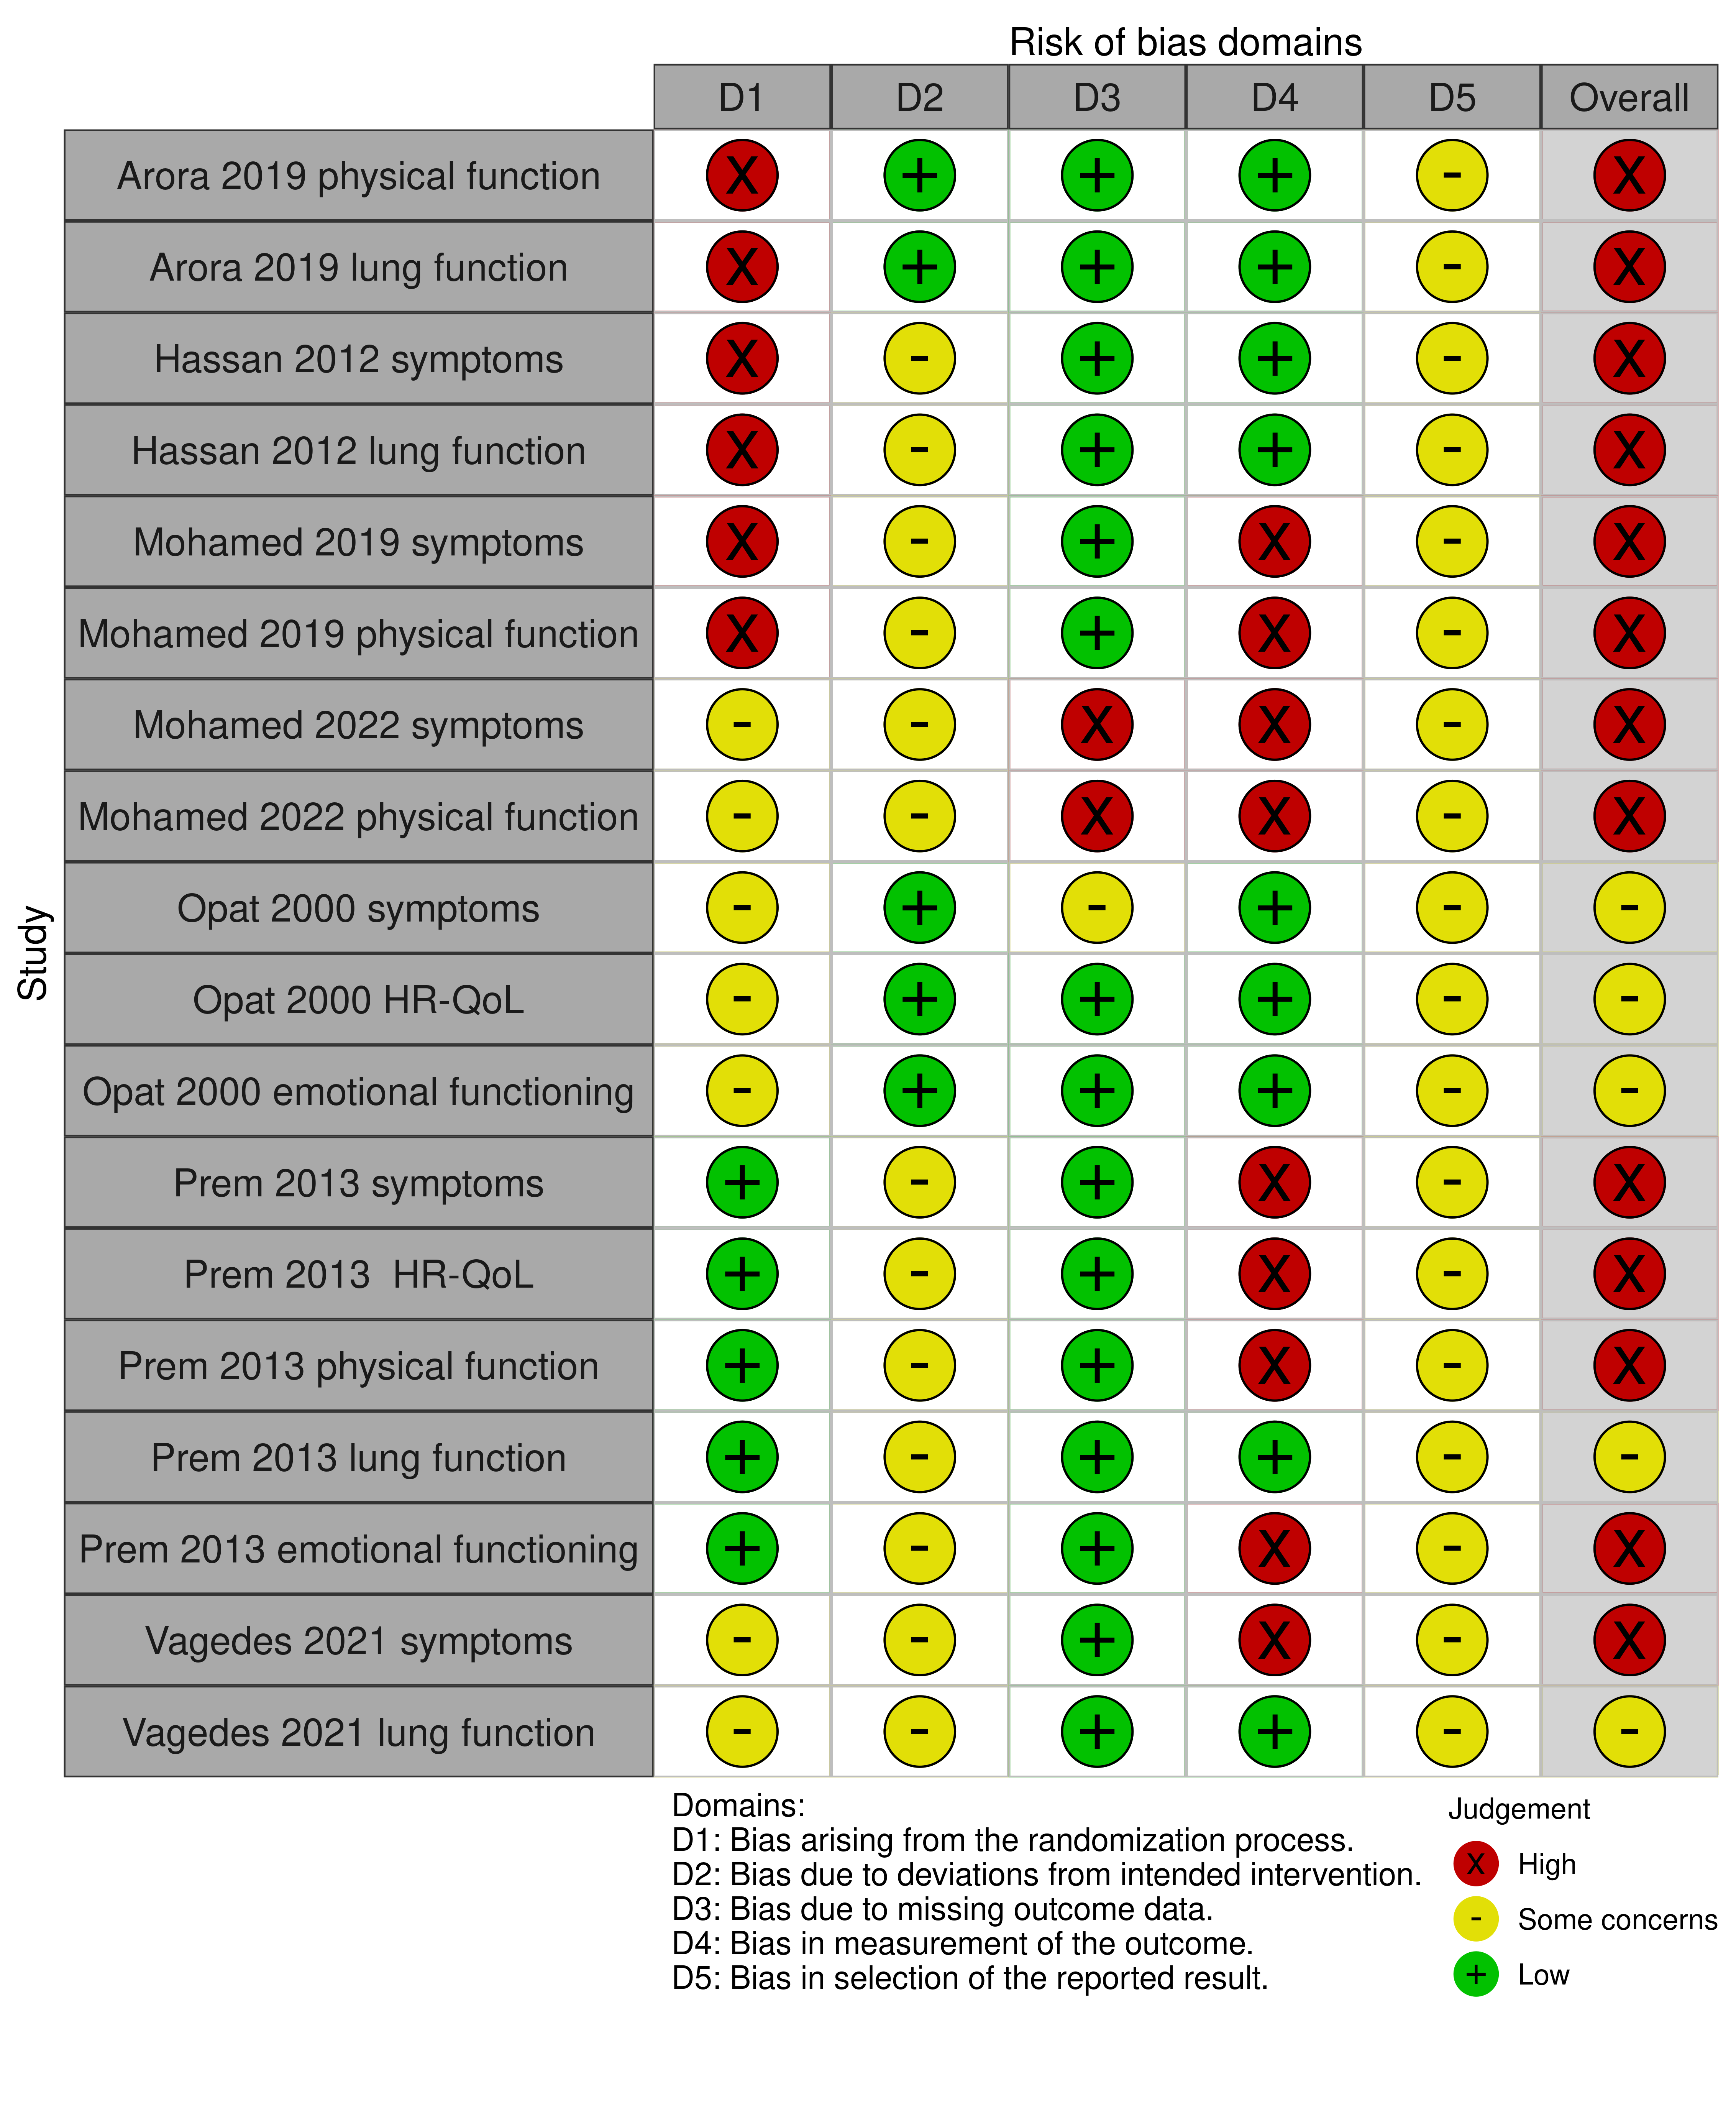 Risk of bias domains
D1 D2 D3 D4 D5 Overall
Study
Arora 2019 physical function X + + + - X
Arora 2019 lung function X + + + - X
Hassan 2012 symptoms X - + + - X
Hassan 2012 lung function X - + + - X
Mohamed 2019 symptoms X - + X - X
Mohamed 2019 physical function X - + X - X
Mohamed 2022 symptoms - - X X - X
Mohamed 2022 physical function - - X X - X
Opat 2000 symptoms - + - + - -
Opat 2000 HR-QoL - + + + - -
Opat 2000 emotional functioning - + + + - -
Prem 2013 symptoms + - + X - X
Prem 2013  HR-QoL + - + X - X
Prem 2013 physical function + - + X - X
Prem 2013 lung function + - + + - -
Prem 2013 emotional functioning + - + X - X
Vagedes 2021 symptoms - - + X - X
Vagedes 2021 lung function - - + + - -
Domains:
D1: Bias arising from the randomization process.
D2: Bias due to deviations from intended intervention.
D3: Bias due to missing outcome data.
D4: Bias in measurement of the outcome.
D5: Bias in selection of the reported result.
Judgement
X High
- Some concerns
+ Low